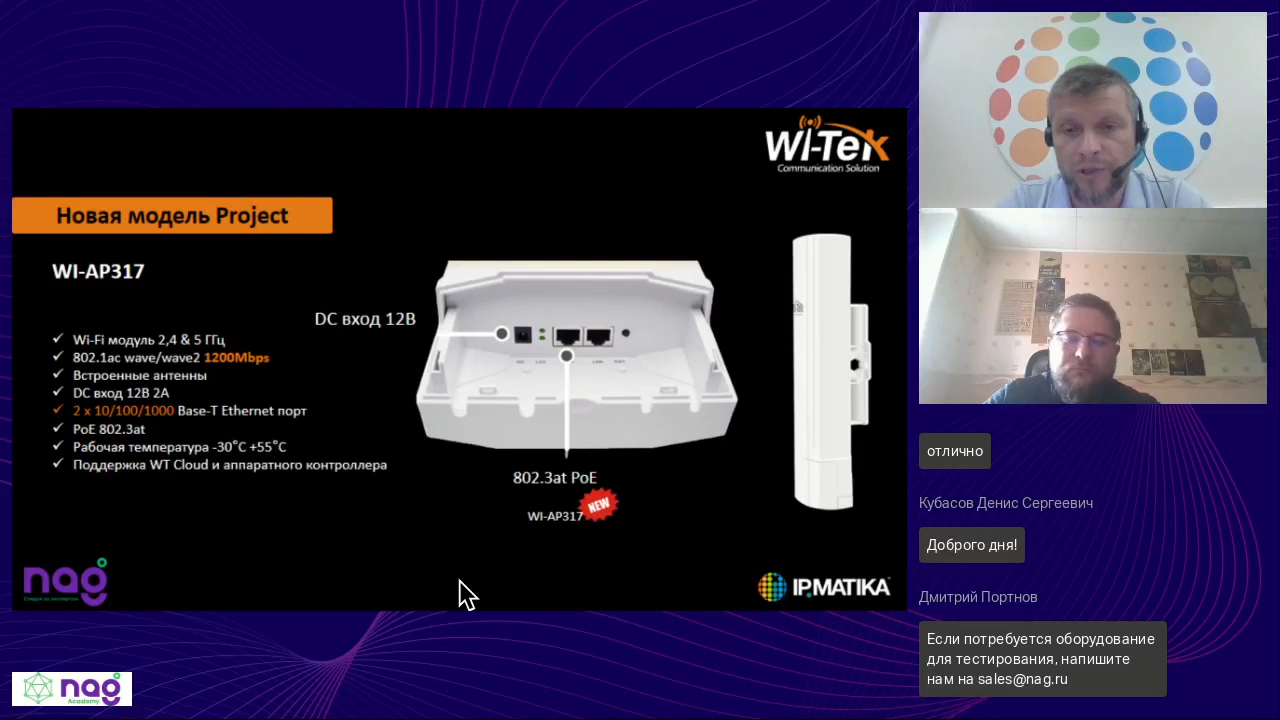 Wi-Tek
Communication Solution
Новая модель Project
WI-AP317
DC вход 12В
Wi-Fi модуль 2,4 & 5 ГГц
802.11ac wave/wave2 1200Mbps
Встроенные антенны
DC вход 12В 2А
2 x 10/100/1000 Base-T Ethernet порт
PoE 802.3at
Рабочая температура -30°C +55°C
Поддержка WT Cloud и аппаратного контроллера
802.3at PoE
NEW
WI-AP317
nag
IPMATIKA
nag
Academy
отлично
Кубасов Денис Сергеевич
Доброго дня!
Дмитрий Портнов
Если потребуется оборудование
для тестирования, напишите
нам на sales@nag.ru